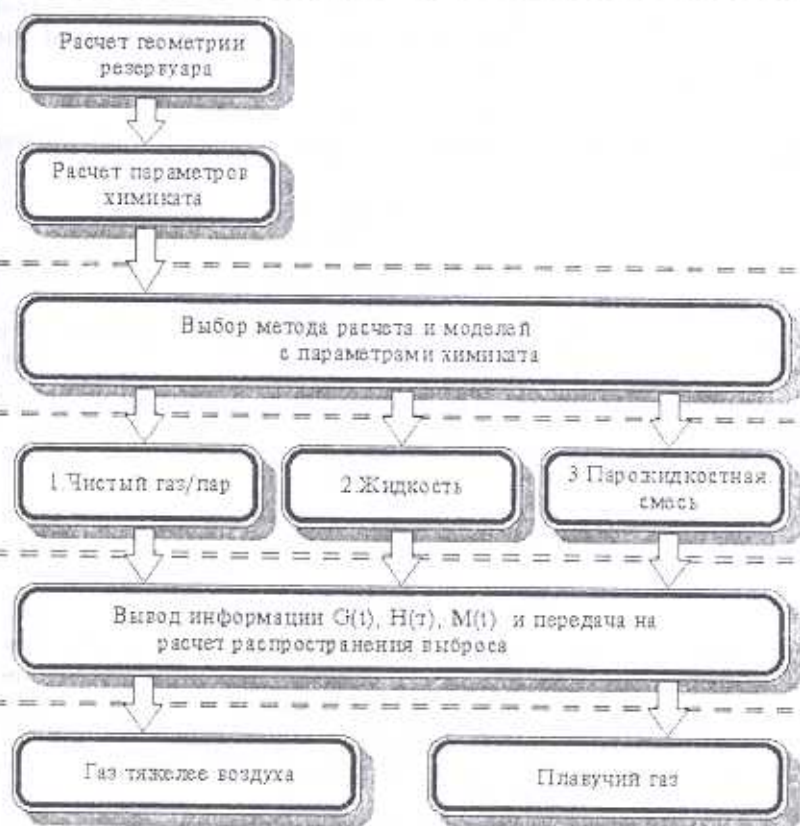 Расчет геометрии
резервуара
Расчет параметров
химиката
Выбор метода расчета и моделей
с параметрами химиката
1.Чистый газ/пар
2.Жидкость
3.Парожидкостная
смесь
Вывод информации G(t), H(т), M(t) и передача на
расчет распространения выброса
Газ тяжелее воздуха
Плавучий газ